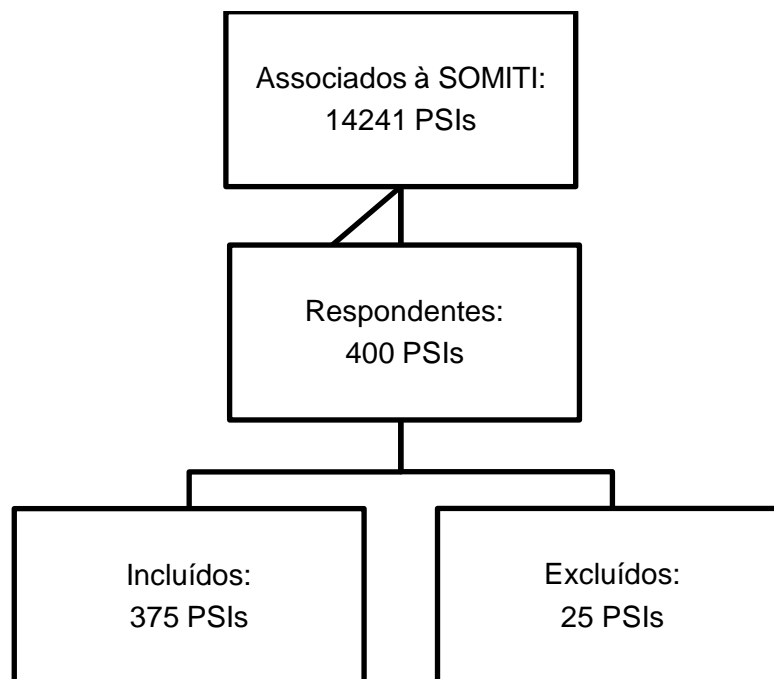 Associados à SOMITI:
14241 PSIs
Respondentes:
400 PSIs
Incluídos:
375 PSIs
Excluídos:
25 PSIs